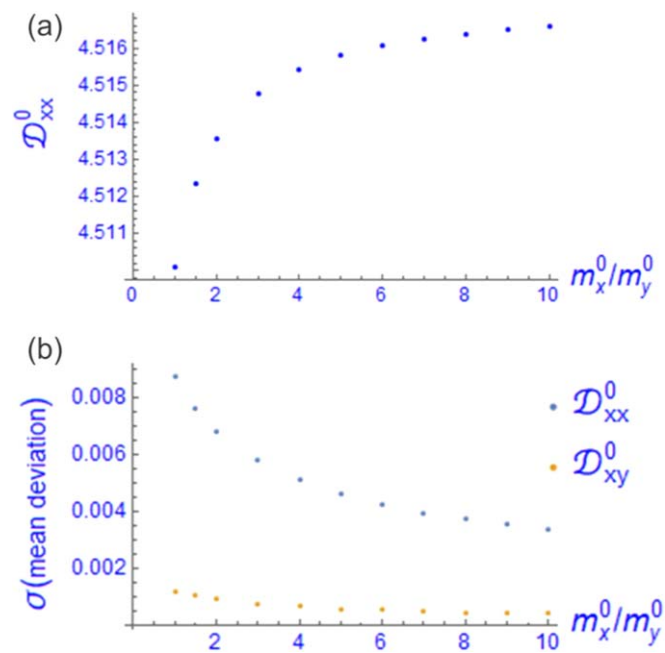 (a)
4.516
4.515
4.514
4.513
4.512
4.511
𝒟⁰xx
0 2 4 6 8 10
m⁰x/m⁰y
(b)
0.008
0.006
0.004
0.002
σ(mean deviation)
𝒟⁰xx
𝒟⁰xy
2 4 6 8 10
m⁰x/m⁰y